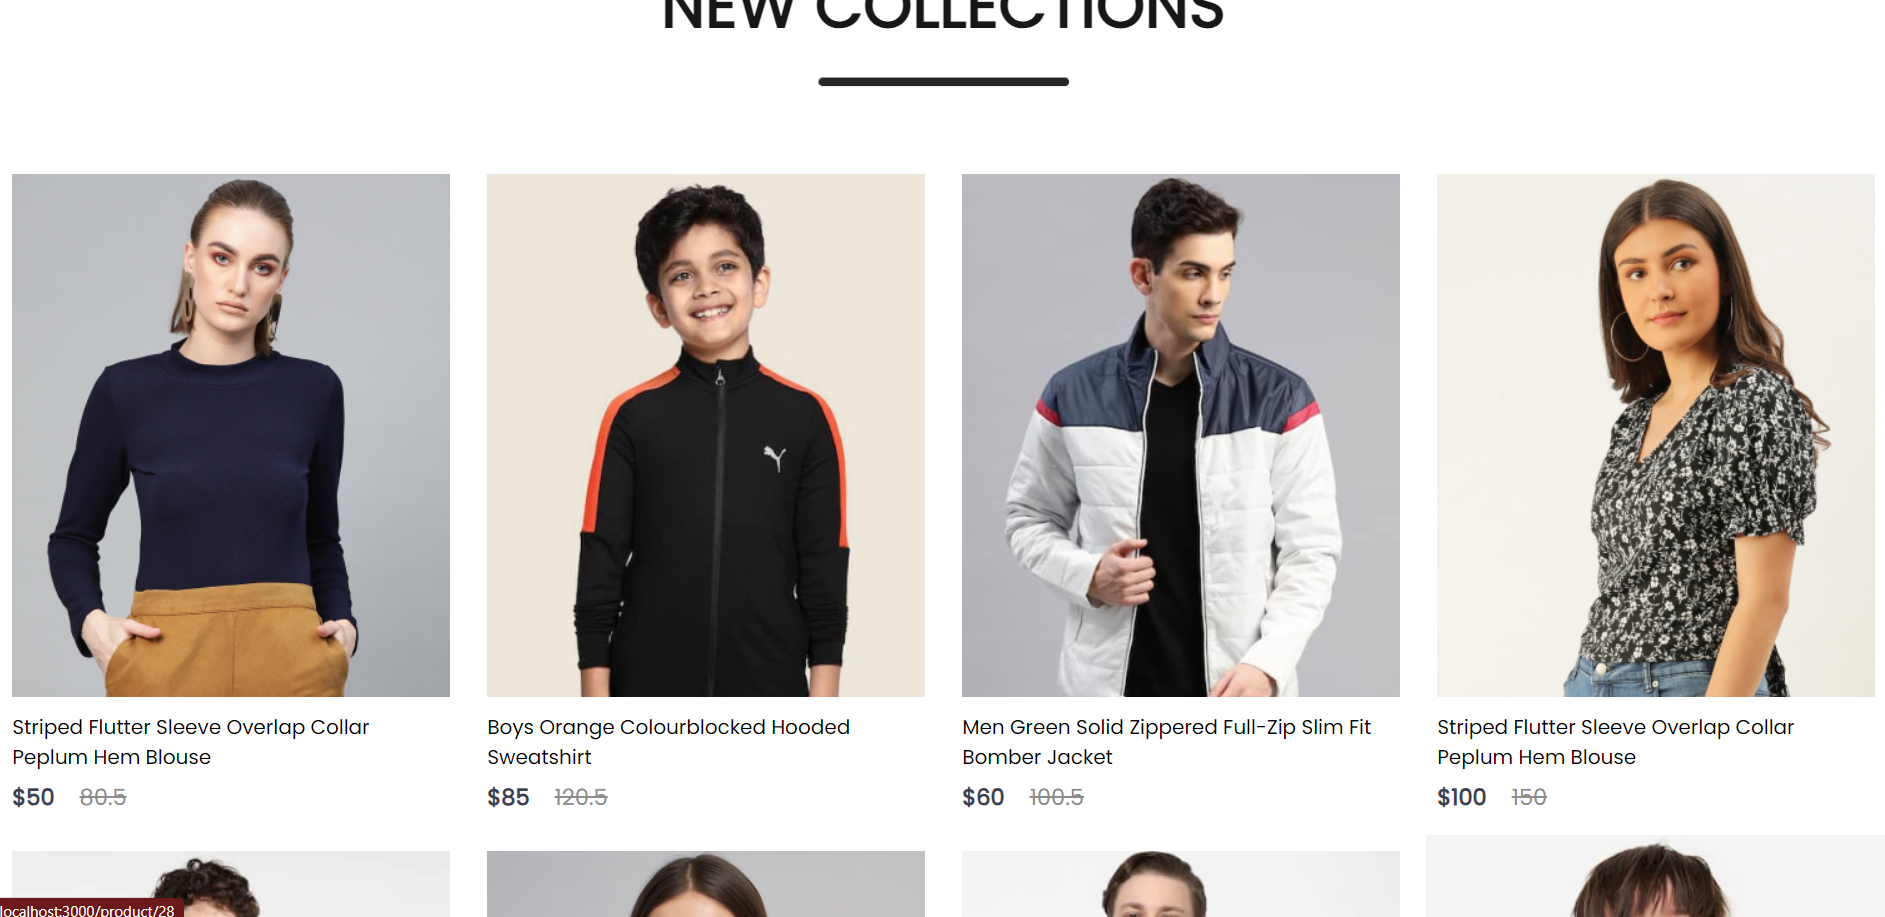 NEW COLLECTIONS
Striped Flutter Sleeve Overlap Collar
Peplum Hem Blouse
$50 80.5
Boys Orange Colourblocked Hooded
Sweatshirt
$85 120.5
Men Green Solid Zippered Full-Zip Slim Fit
Bomber Jacket
$60 100.5
Striped Flutter Sleeve Overlap Collar
Peplum Hem Blouse
$100 150
localhost:3000/product/28